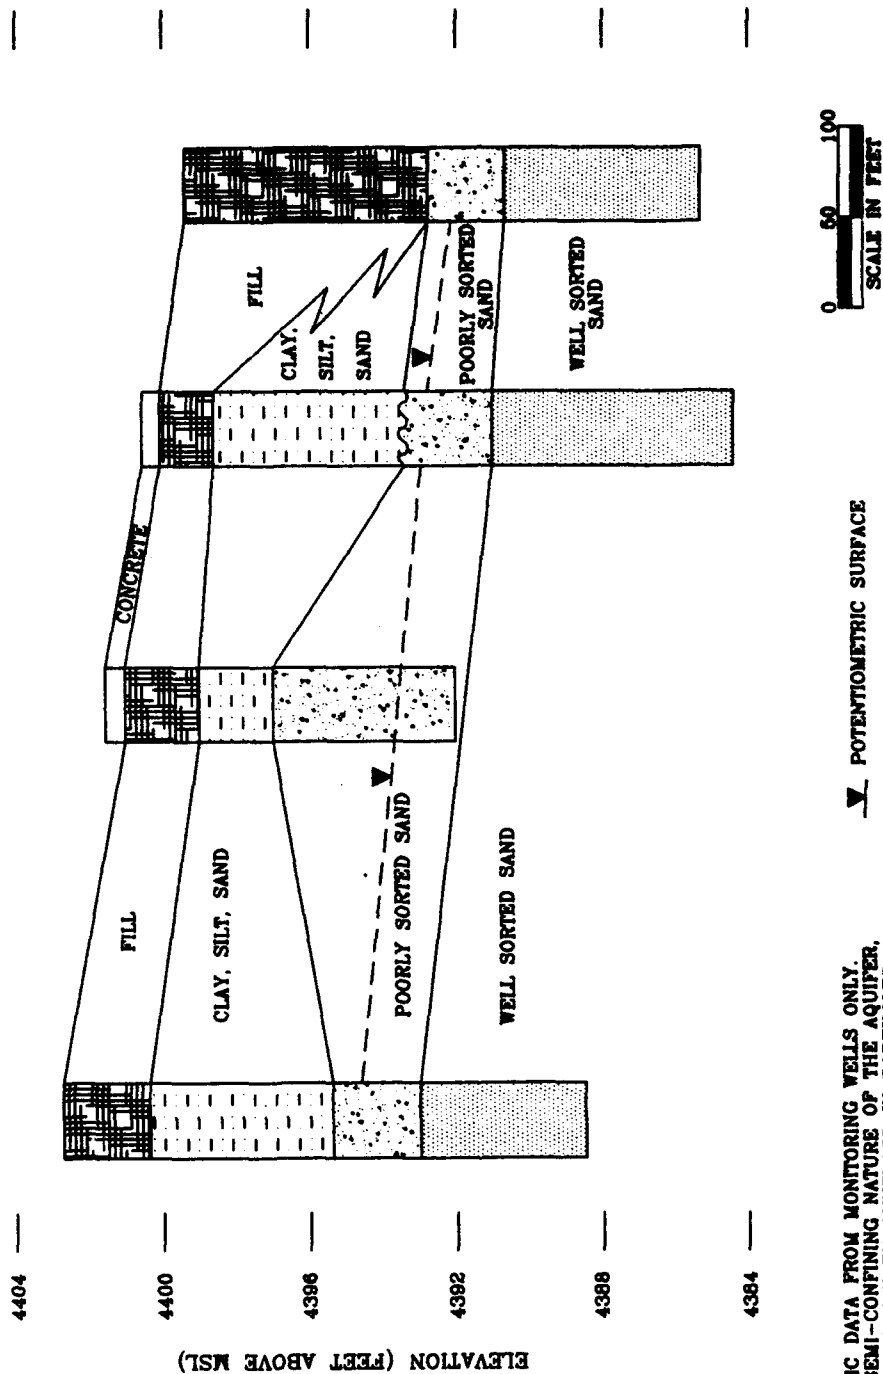 ELEVATION (FEET ABOVE MSL)
4404
4400
4396
4392
4388
4384
FILL
CLAY, SILT, SAND
POORLY SORTED SAND
WELL SORTED SAND
CONCRETE
FILL
CLAY,
SILT,
SAND
POORLY SORTED
SAND
WELL SORTED
SAND
IC DATA FROM MONITORING WELLS ONLY.
EMI-CONFINING NATURE OF THE AQUIFER,
POTENTIOMETRIC SURFACE
0 50 100
SCALE IN FEET